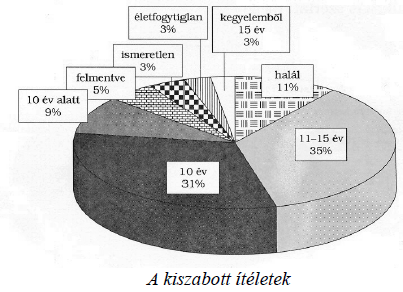 életfogytiglan
3%
kegyelemből
15 év
3%
ismeretlen
3%
halál
11%
felmentve
5%
10 év alatt
9%
11–15 év
35%
10 év
31%
A kiszabott ítéletek